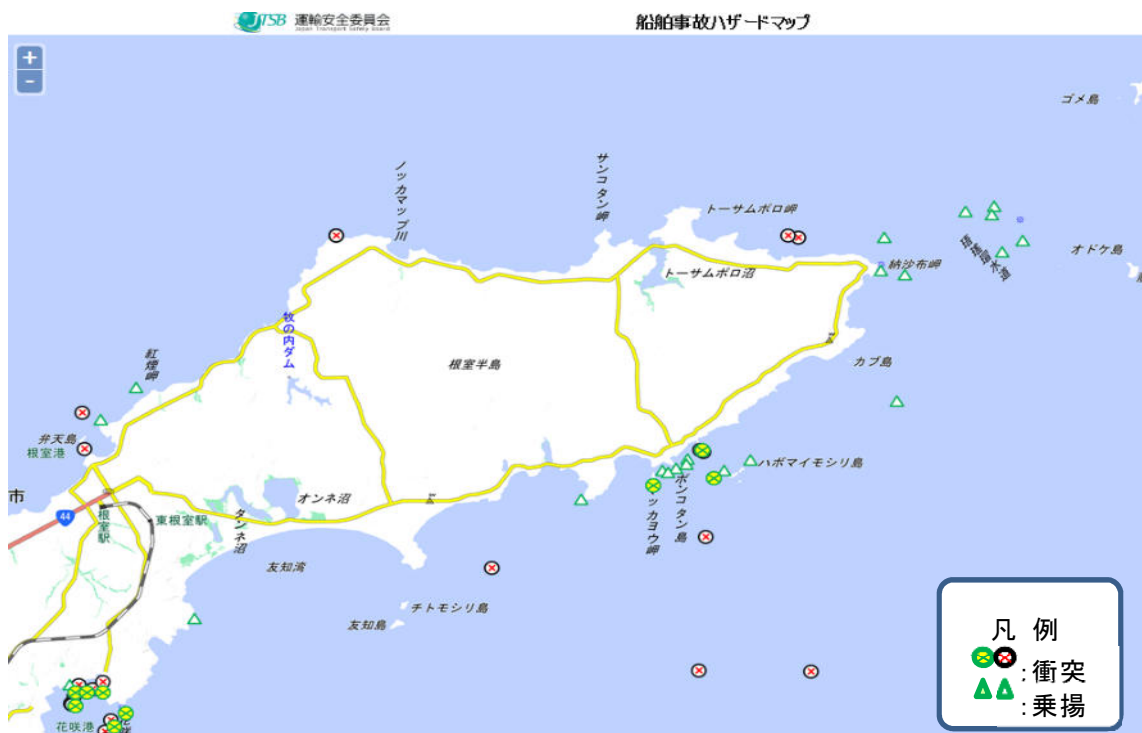 JTSB 運輸安全委員会
Japan Transport Safety Board
船舶事故ハザードマップ
+
-
ゴメ島
ノッカマップ川
サンコタン岬
トーサムポロ岬
珸瑤瑁水道
オドケ島
納沙布岬
トーサムポロ沼
牧の内ダム
紅煙岬
根室半島
カブ島
弁天島
根室港
ハボマイモシリ島
市
オンネ沼
ポンコタン島
ッカヨウ岬
44
根室駅
東根室駅
タンネ沼
友知湾
チトモシリ島
友知島
花咲港
凡 例
:衝突
:乗揚